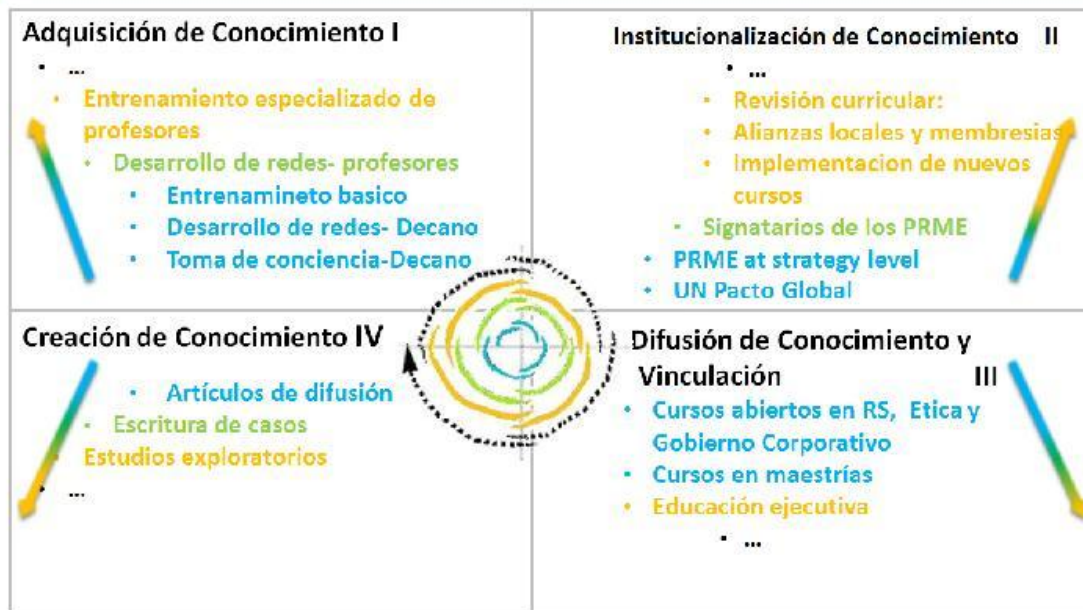 Adquisición de Conocimiento I
• ...
• Entrenamiento especializado de
profesores
• Desarrollo de redes- profesores
• Entrenamineto basico
• Desarrollo de redes- Decano
• Toma de conciencia-Decano
Institucionalización de Conocimiento II
• ...
• Revisión curricular:
• Alianzas locales y membresias
• Implementacion de nuevos
cursos
• Signatarios de los PRME
• PRME at strategy level
• UN Pacto Global
Creación de Conocimiento IV
• Artículos de difusión
• Escritura de casos
• Estudios exploratorios
• ...
Difusión de Conocimiento y
Vinculación III
• Cursos abiertos en RS, Etica y
Gobierno Corporativo
• Cursos en maestrías
• Educación ejecutiva
• ...